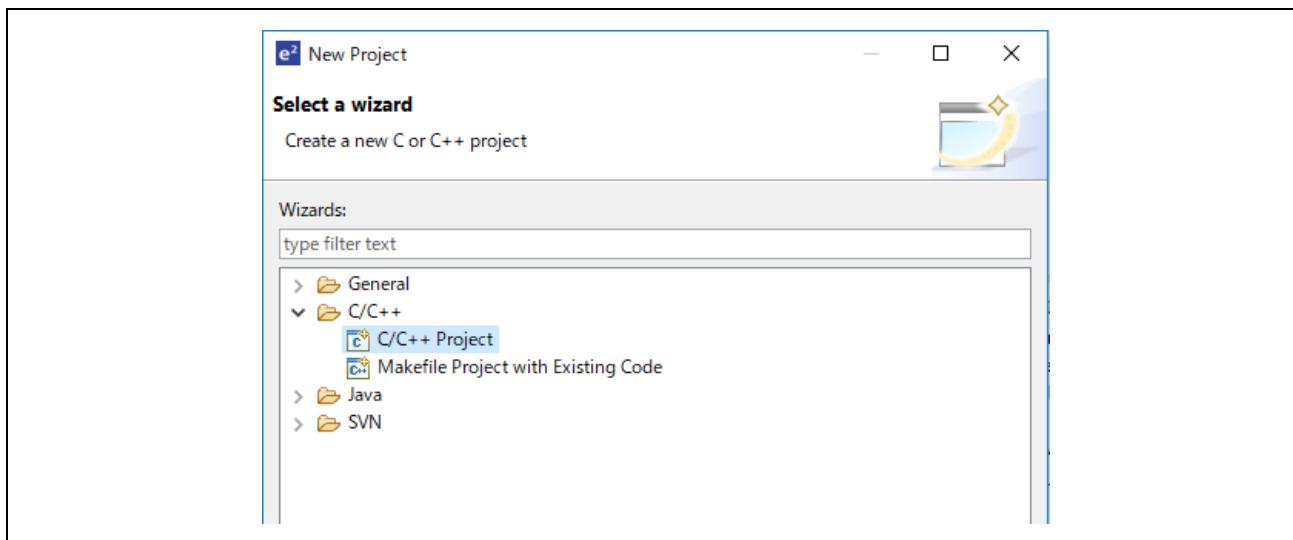 e² New Project
Select a wizard
Create a new C or C++ project
Wizards:
type filter text
General
C/C++
C/C++ Project
Makefile Project with Existing Code
Java
SVN